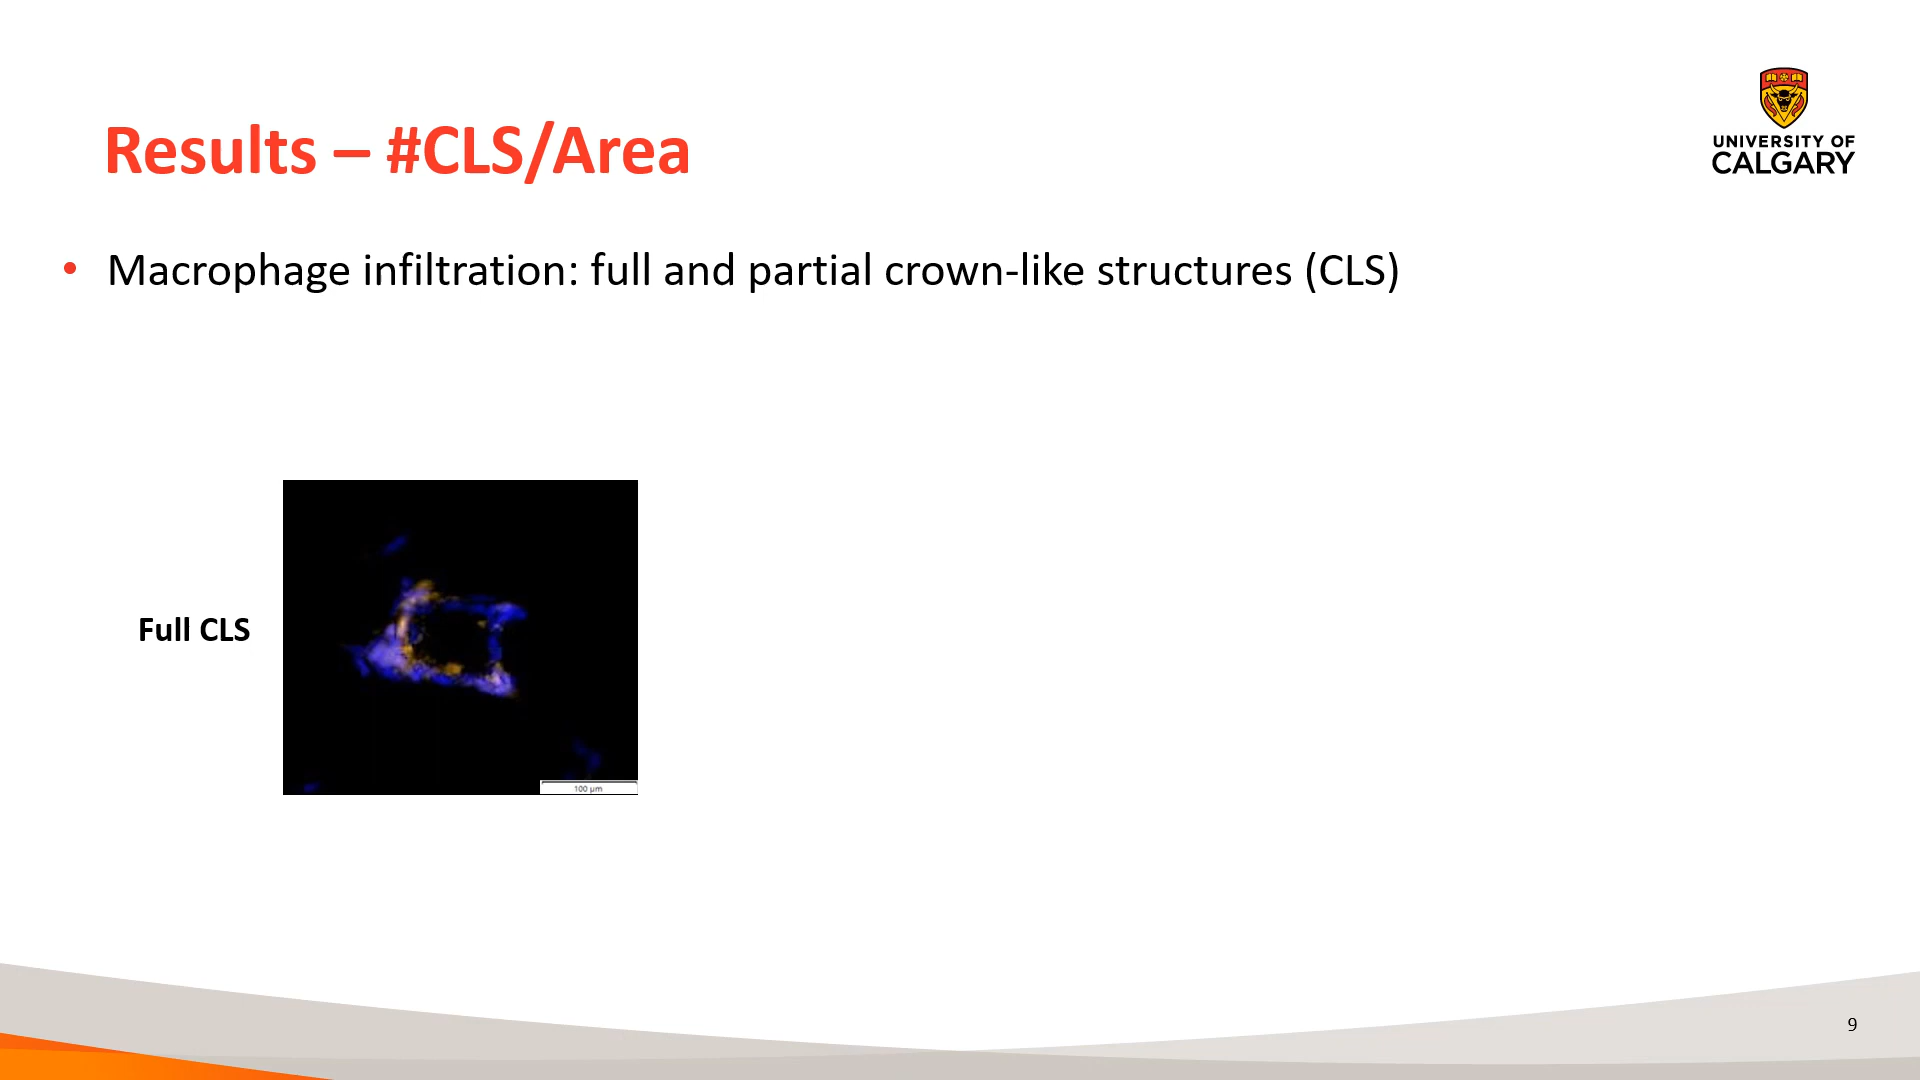 UNIVERSITY OF
CALGARY
Results – #CLS/Area
• Macrophage infiltration: full and partial crown-like structures (CLS)
Full CLS
100 µm
9